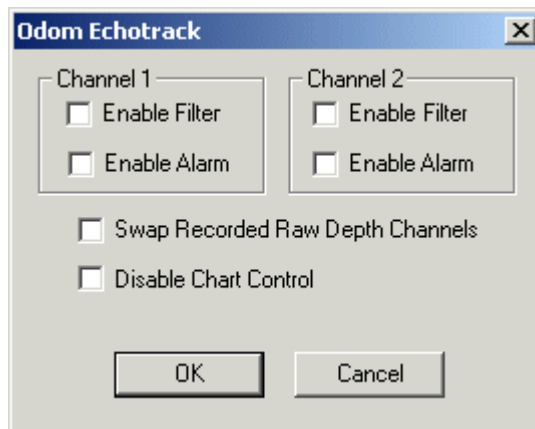 Odom Echotrack
Channel 1
Enable Filter
Enable Alarm
Channel 2
Enable Filter
Enable Alarm
Swap Recorded Raw Depth Channels
Disable Chart Control
OK
Cancel